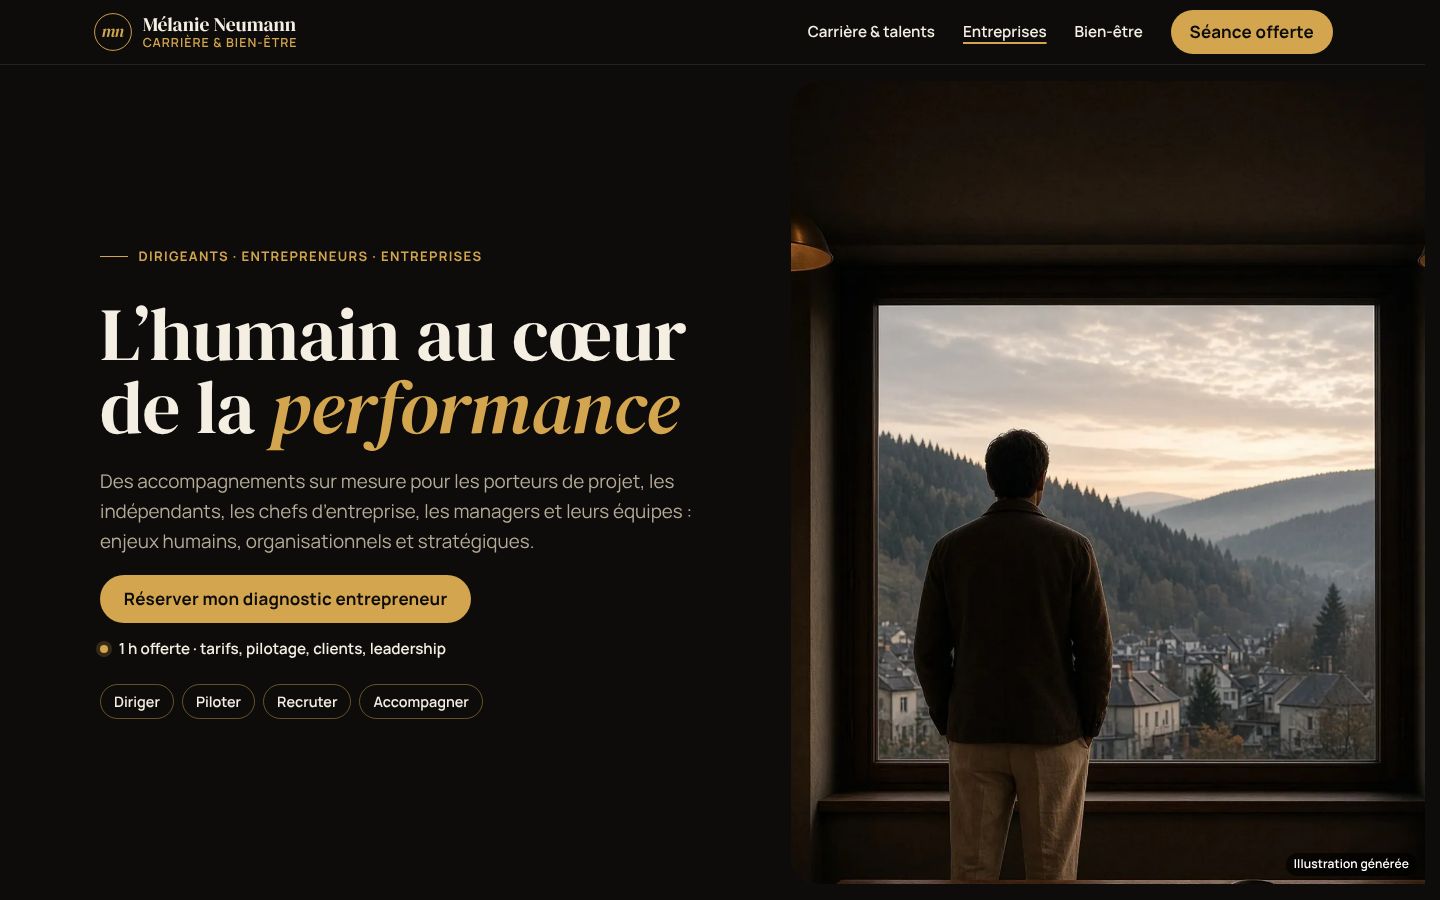 mn
Mélanie Neumann
CARRIÈRE & BIEN-ÊTRE
Carrière & talents
Entreprises
Bien-être
Séance offerte
DIRIGEANTS · ENTREPRENEURS · ENTREPRISES
L’humain au cœur
de la performance
Des accompagnements sur mesure pour les porteurs de projet, les
indépendants, les chefs d’entreprise, les managers et leurs équipes :
enjeux humains, organisationnels et stratégiques.
Réserver mon diagnostic entrepreneur
1 h offerte · tarifs, pilotage, clients, leadership
Diriger
Piloter
Recruter
Accompagner
Illustration générée